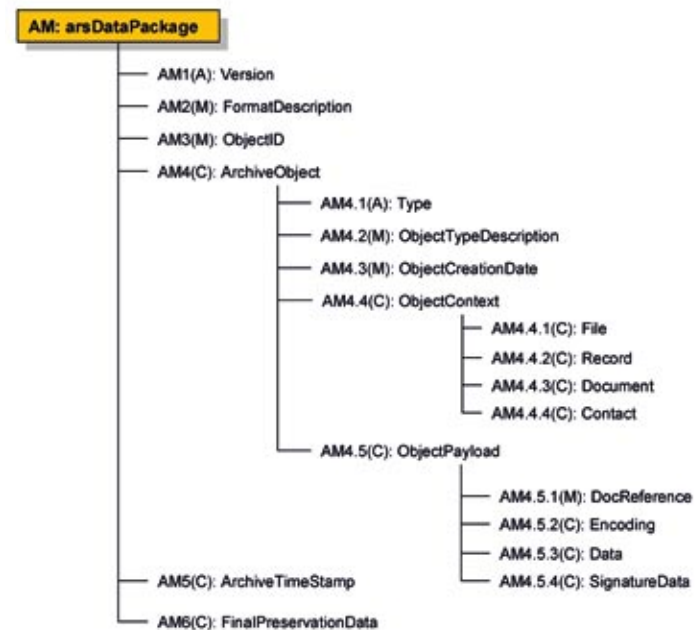 AM: arsDataPackage
AM1(A): Version
AM2(M): FormatDescription
AM3(M): ObjectID
AM4(C): ArchiveObject
AM4.1(A): Type
AM4.2(M): ObjectTypeDescription
AM4.3(M): ObjectCreationDate
AM4.4(C): ObjectContext
AM4.4.1(C): File
AM4.4.2(C): Record
AM4.4.3(C): Document
AM4.4.4(C): Contact
AM4.5(C): ObjectPayload
AM4.5.1(M): DocReference
AM4.5.2(C): Encoding
AM4.5.3(C): Data
AM4.5.4(C): SignatureData
AM5(C): ArchiveTimeStamp
AM6(C): FinalPreservationData